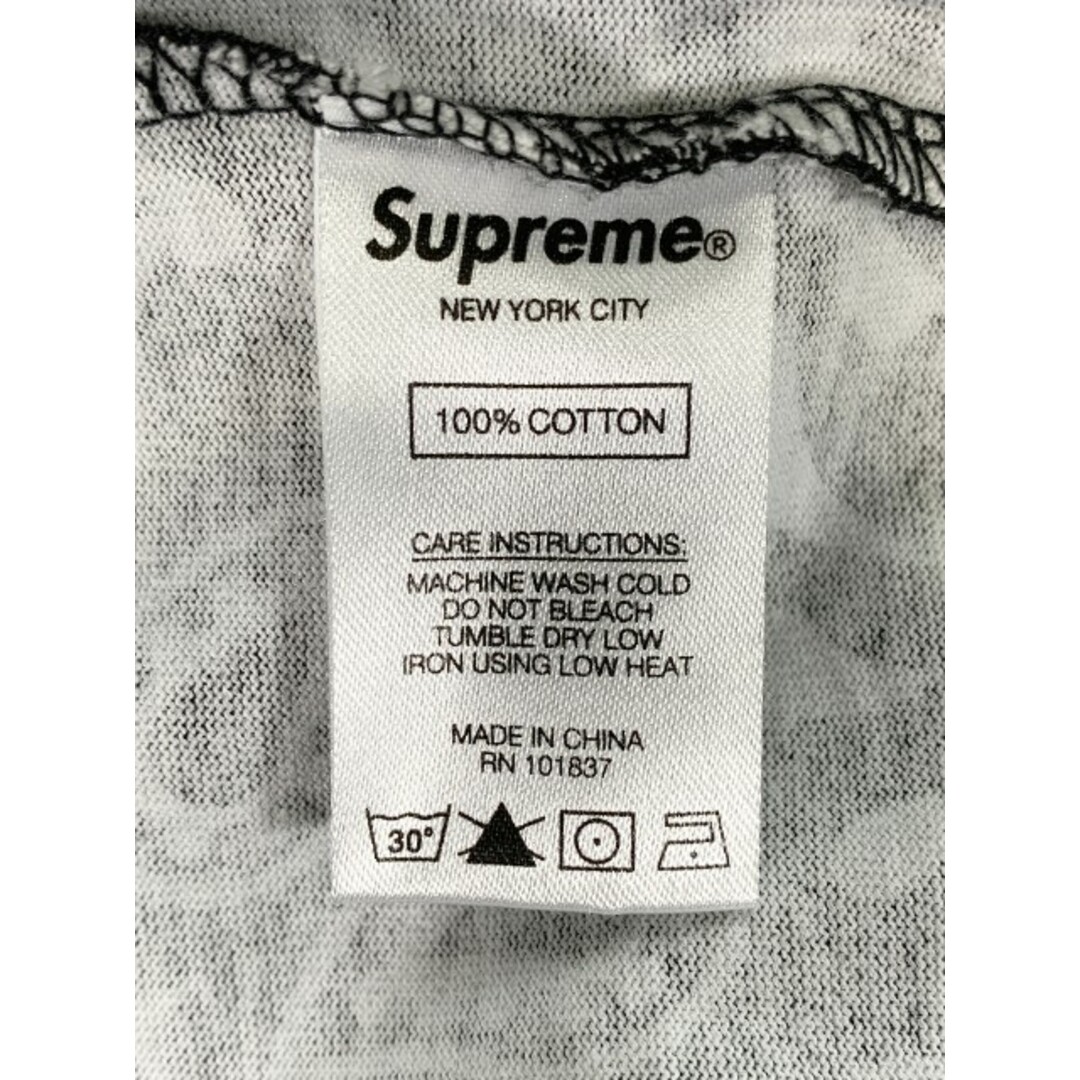 Supreme®
NEW YORK CITY
100% COTTON
CARE INSTRUCTIONS:
MACHINE WASH COLD
DO NOT BLEACH
TUMBLE DRY LOW
IRON USING LOW HEAT
MADE IN CHINA
RN 101837
30°